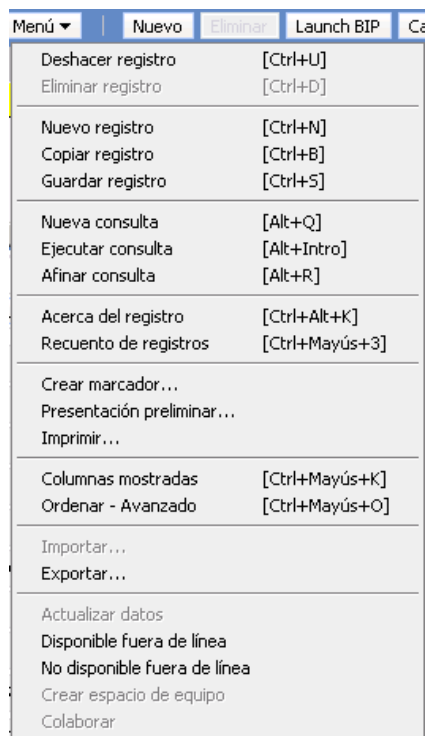 Menú ▼ | Nuevo Eliminar Launch BIP Ca
Deshacer registro [Ctrl+U]
Eliminar registro [Ctrl+D]
Nuevo registro [Ctrl+N]
Copiar registro [Ctrl+B]
Guardar registro [Ctrl+S]
Nueva consulta [Alt+Q]
Ejecutar consulta [Alt+Intro]
Afinar consulta [Alt+R]
Acerca del registro [Ctrl+Alt+K]
Recuento de registros [Ctrl+Mayús+3]
Crear marcador...
Presentación preliminar...
Imprimir...
Columnas mostradas [Ctrl+Mayús+K]
Ordenar - Avanzado [Ctrl+Mayús+O]
Importar...
Exportar...
Actualizar datos
Disponible fuera de línea
No disponible fuera de línea
Crear espacio de equipo
Colaborar